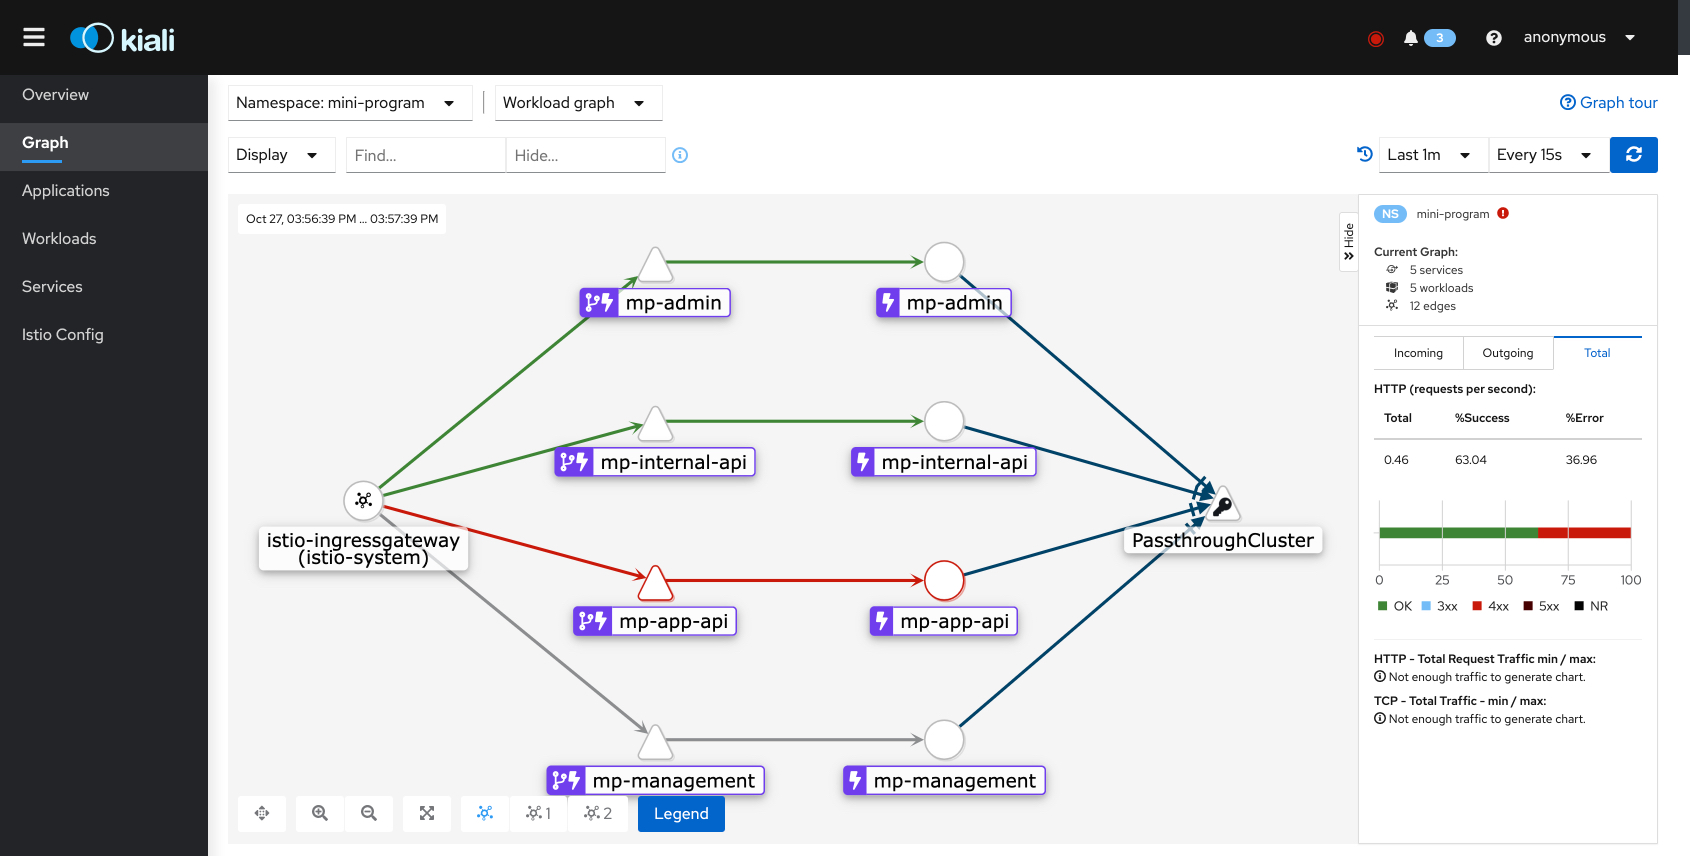 kiali
3
anonymous
Overview
Graph
Applications
Workloads
Services
Istio Config
Namespace: mini-program
Workload graph
Graph tour
Display
Find...
Hide...
Last 1m
Every 15s
Oct 27, 03:56:39 PM ... 03:57:39 PM
Hide
mp-admin
mp-admin
mp-internal-api
mp-internal-api
istio-ingressgateway
(istio-system)
PassthroughCluster
mp-app-api
mp-app-api
mp-management
mp-management
1
2
Legend
NS mini-program
Current Graph:
5 services
5 workloads
12 edges
Incoming
Outgoing
Total
HTTP (requests per second):
Total %Success %Error
0.46 63.04 36.96
0 25 50 75 100
OK 3xx 4xx 5xx NR
HTTP - Total Request Traffic min / max:
Not enough traffic to generate chart.
TCP - Total Traffic - min / max:
Not enough traffic to generate chart.